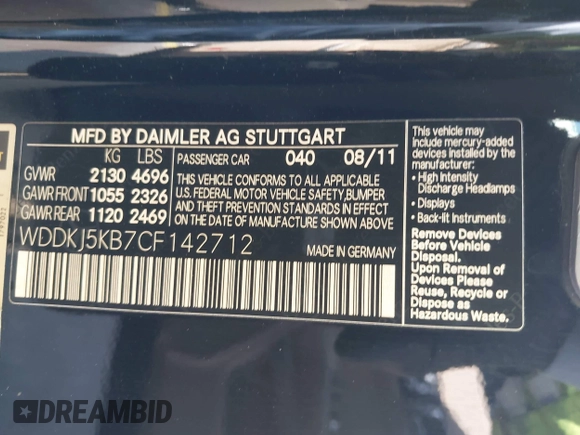 MFD BY DAIMLER AG STUTTGART
KG LBS
GVWR 2130 4696
GAWR FRONT 1055 2326
GAWR REAR 1120 2469
PASSENGER CAR 040 08/11
THIS VEHICLE CONFORMS TO ALL APPLICABLE
U.S. FEDERAL MOTOR VEHICLE SAFETY, BUMPER
AND THEFT PREVENTION STANDARDS IN EFFECT
ON THE DATE OF MANUFACTURE
SHOWN ABOVE
WDDKJ5KB7CF142712
MADE IN GERMANY
This vehicle may
include mercury-added
devices installed by the
manufacturer:
• High Intensity
Discharge Headlamps
• Displays
• Back-lit Instruments
Remove Devices
Before Vehicle
Disposal.
Upon Removal of
Devices Please
Reuse, Recycle or
Dispose as
Hazardous Waste.
DREAMBID